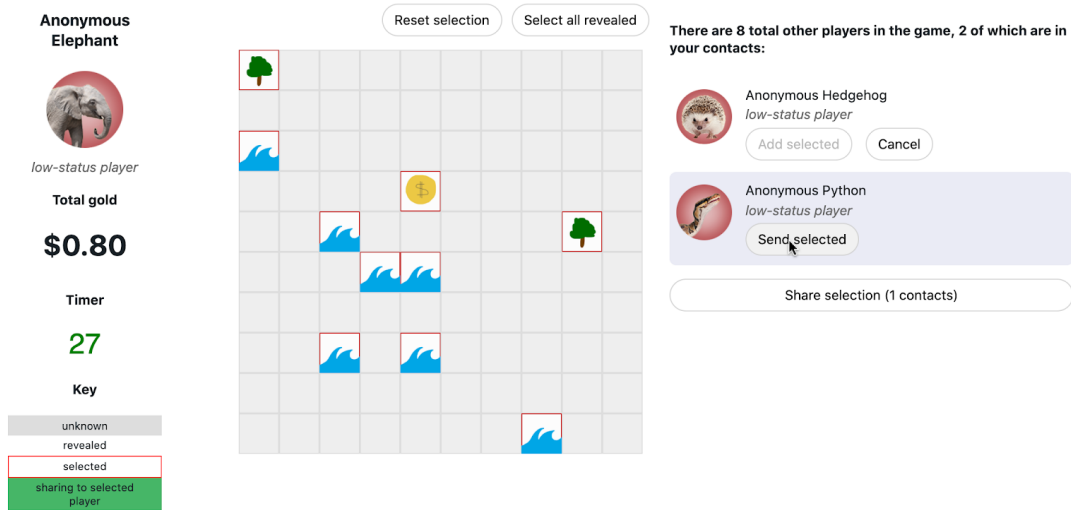 Anonymous
Elephant
low-status player
Total gold
$0.80
Timer
27
Key
unknown
revealed
selected
sharing to selected
player
Reset selection
Select all revealed
There are 8 total other players in the game, 2 of which are in
your contacts:
Anonymous Hedgehog
low-status player
Add selected
Cancel
Anonymous Python
low-status player
Send selected
Share selection (1 contacts)